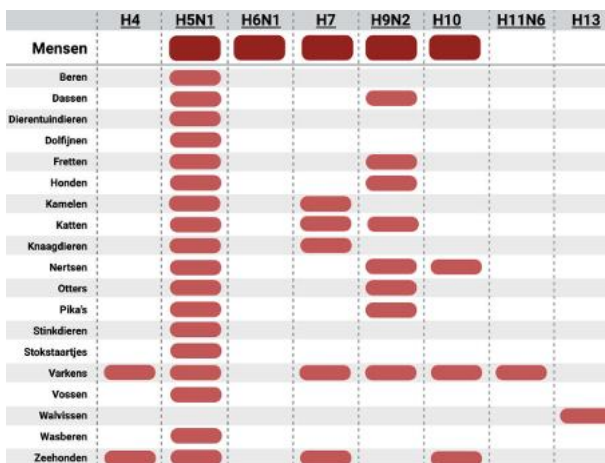 H4 H5N1 H6N1 H7 H9N2 H10 H11N6 H13
Mensen
Beren
Dassen
Dierentuindieren
Dolfijnen
Fretten
Honden
Kamelen
Katten
Knaagdieren
Nertsen
Otters
Pika's
Stinkdieren
Stokstaartjes
Varkens
Vossen
Walvissen
Wasberen
Zeehonden